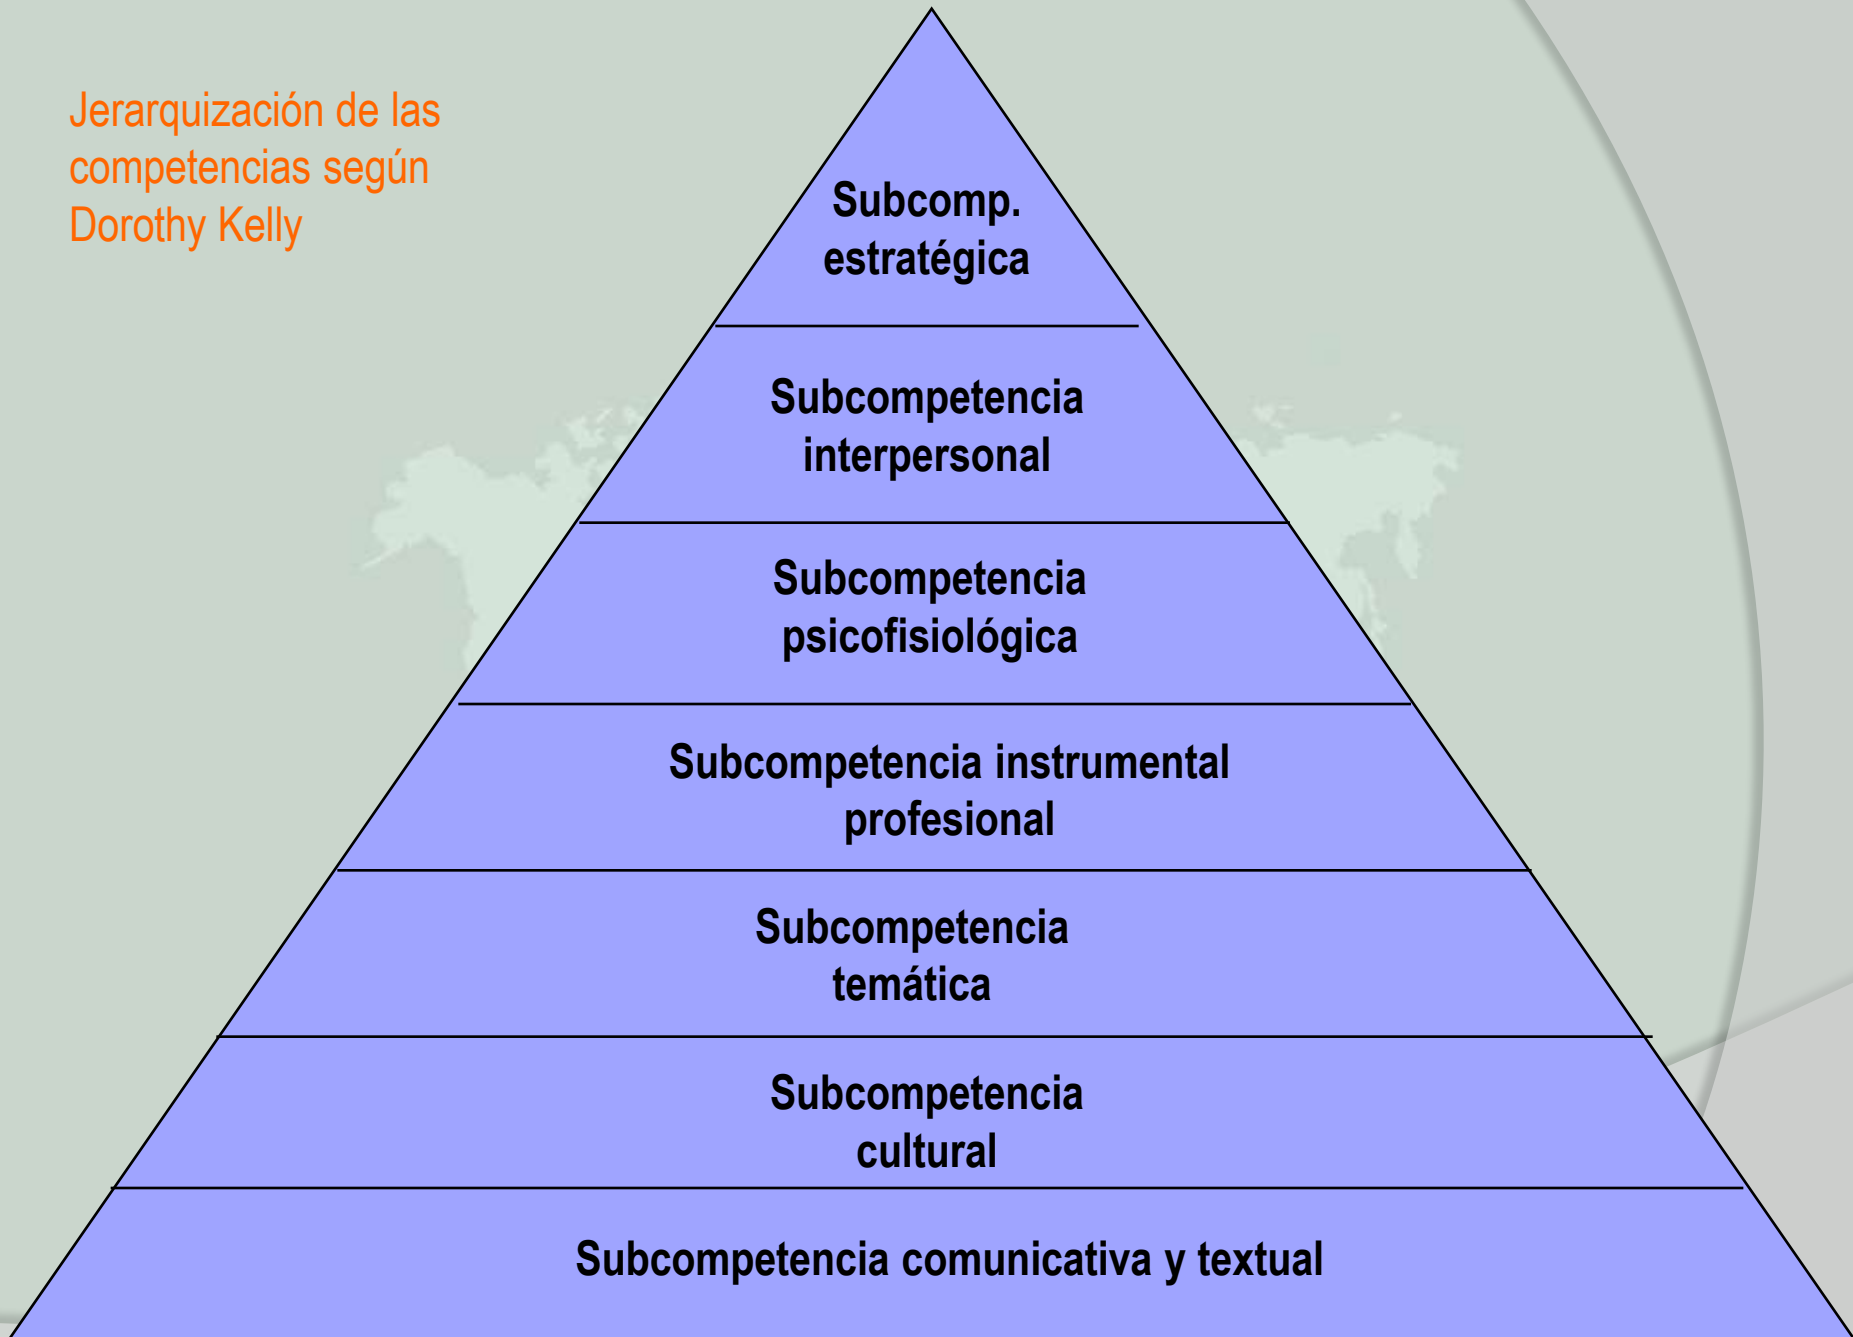 Jerarquización de las
competencias según
Dorothy Kelly
Subcomp.
estratégica
Subcompetencia
interpersonal
Subcompetencia
psicofisiológica
Subcompetencia instrumental
profesional
Subcompetencia
temática
Subcompetencia
cultural
Subcompetencia comunicativa y textual